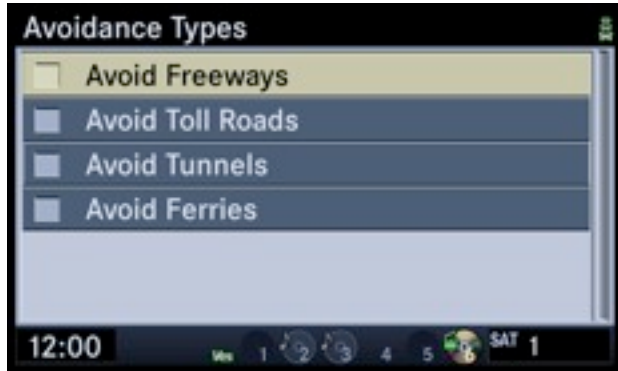 Avoidance Types
Avoid Freeways
Avoid Toll Roads
Avoid Tunnels
Avoid Ferries
12:00 Ves 1 2 3 4 5 6 SAT 1